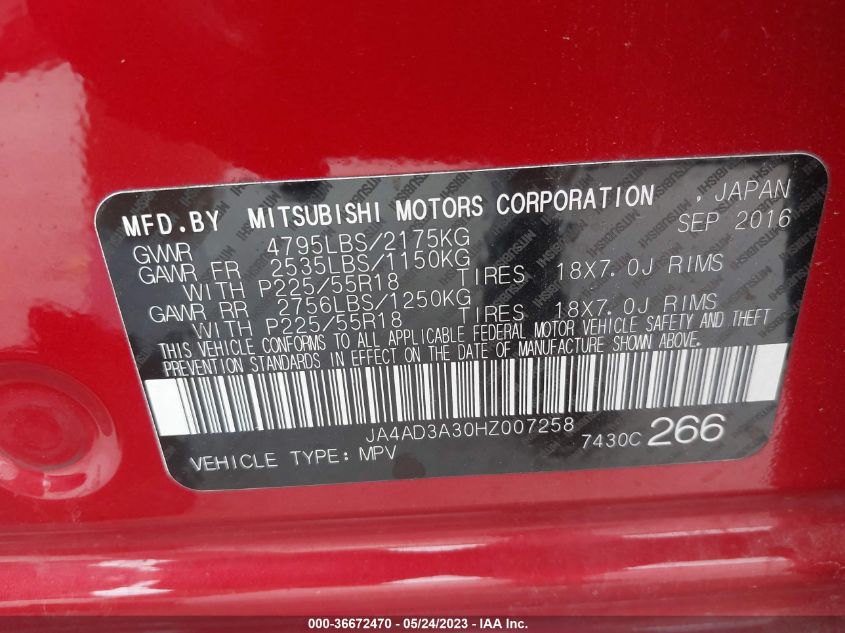 MFD.BY MITSUBISHI MOTORS CORPORATION , JAPAN
SEP 2016
GVWR 4795LBS/2175KG
GAWR FR 2535LBS/1150KG
WITH P225/55R18 TIRES 18X7.0J RIMS
GAWR RR 2756LBS/1250KG
WITH P225/55R18 TIRES 18X7.0J RIMS
THIS VEHICLE CONFORMS TO ALL APPLICABLE FEDERAL MOTOR VEHICLE SAFETY AND THEFT
PREVENTION STANDARDS IN EFFECT ON THE DATE OF MANUFACTURE SHOWN ABOVE.
JA4AD3A30HZ007258
7430C 266
VEHICLE TYPE: MPV
000-36672470 - 05/24/2023 - IAA Inc.